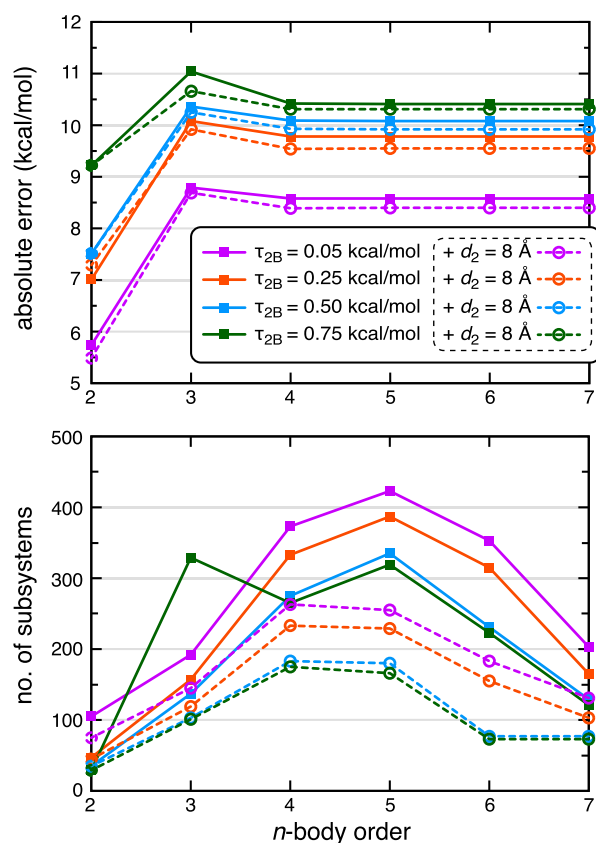 12
11
10
9
8
7
6
5
absolute error (kcal/mol)
τ2B = 0.05 kcal/mol + d2 = 8 Å
τ2B = 0.25 kcal/mol + d2 = 8 Å
τ2B = 0.50 kcal/mol + d2 = 8 Å
τ2B = 0.75 kcal/mol + d2 = 8 Å
2 3 4 5 6 7
500
400
300
200
100
0
no. of subsystems
2 3 4 5 6 7
n-body order